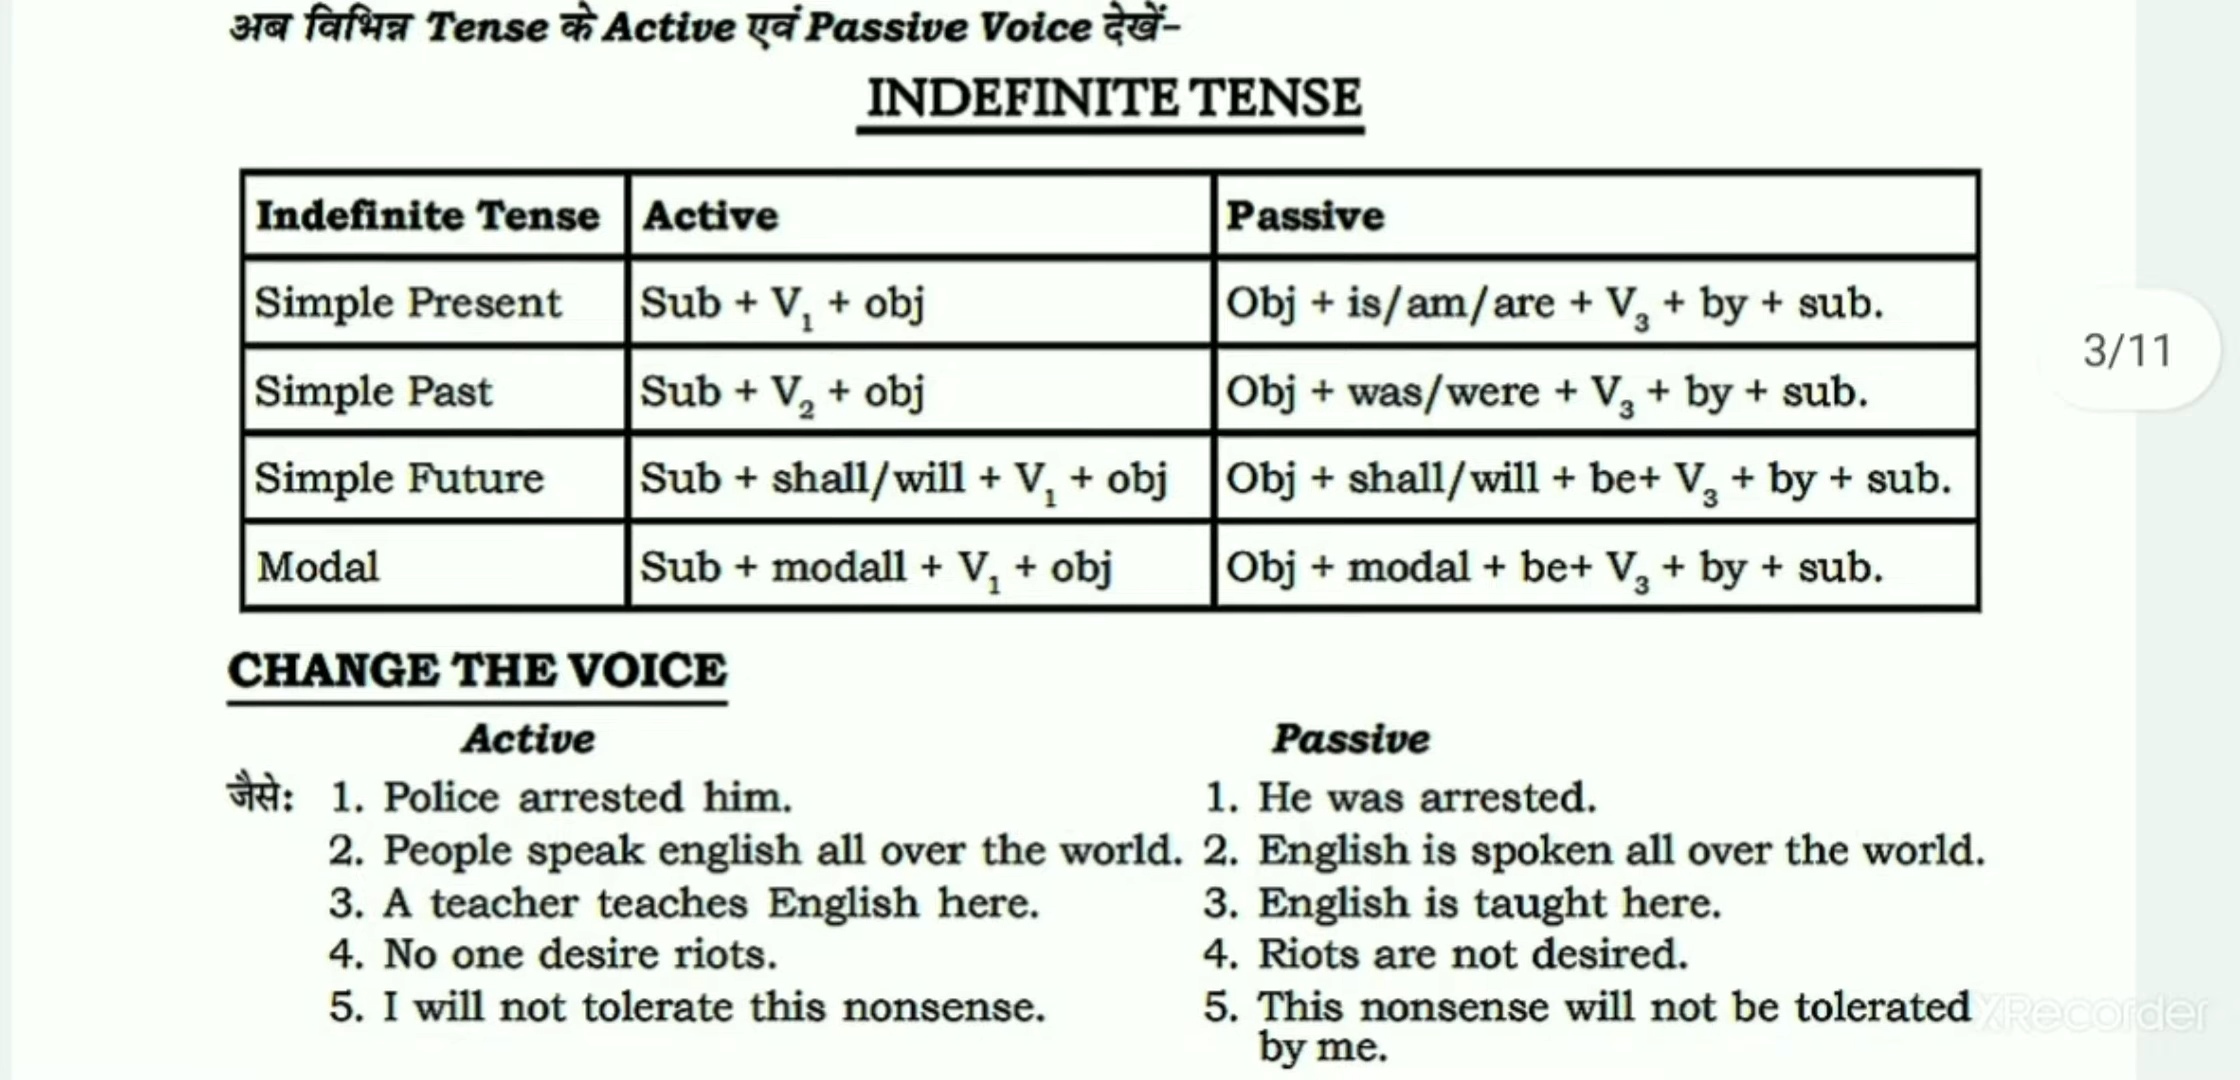 अब विभिन्न Tense के Active एवं Passive Voice देखें-
INDEFINITE TENSE
Indefinite Tense Active Passive
Simple Present Sub + V₁ + obj Obj + is/am/are + V₃ + by + sub.
3/11
Simple Past Sub + V₂ + obj Obj + was/were + V₃ + by + sub.
Simple Future Sub + shall/will + V₁ + obj Obj + shall/will + be+ V₃ + by + sub.
Modal Sub + modall + V₁ + obj Obj + modal + be+ V₃ + by + sub.
CHANGE THE VOICE
Active Passive
जैसे: 1. Police arrested him. 1. He was arrested.
2. People speak english all over the world. 2. English is spoken all over the world.
3. A teacher teaches English here. 3. English is taught here.
4. No one desire riots. 4. Riots are not desired.
5. I will not tolerate this nonsense. 5. This nonsense will not be tolerated
by me.
XRecorder